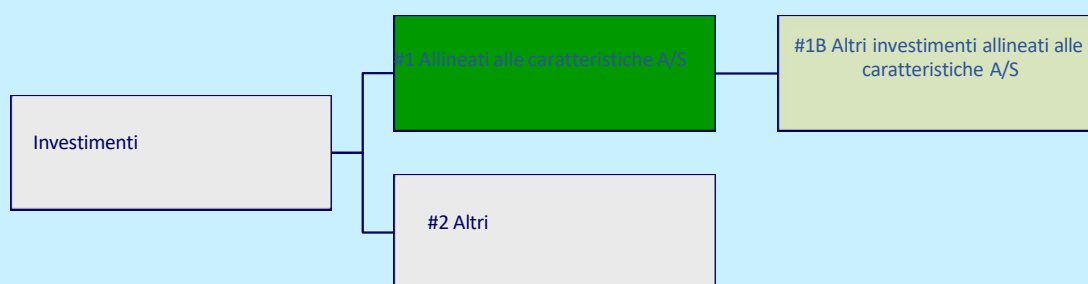 Investimenti
#1 Allineati alle caratteristiche A/S
#2 Altri
#1B Altri investimenti allineati alle
caratteristiche A/S